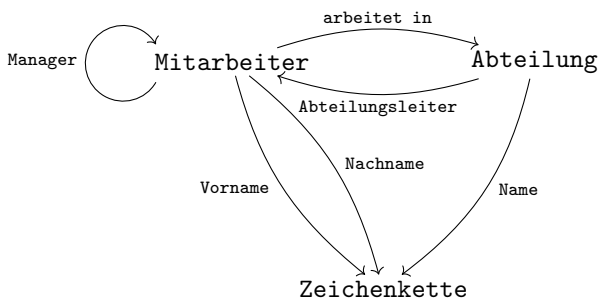 arbeitet in
Manager
Mitarbeiter
Abteilung
Abteilungsleiter
Nachname
Vorname
Name
Zeichenkette